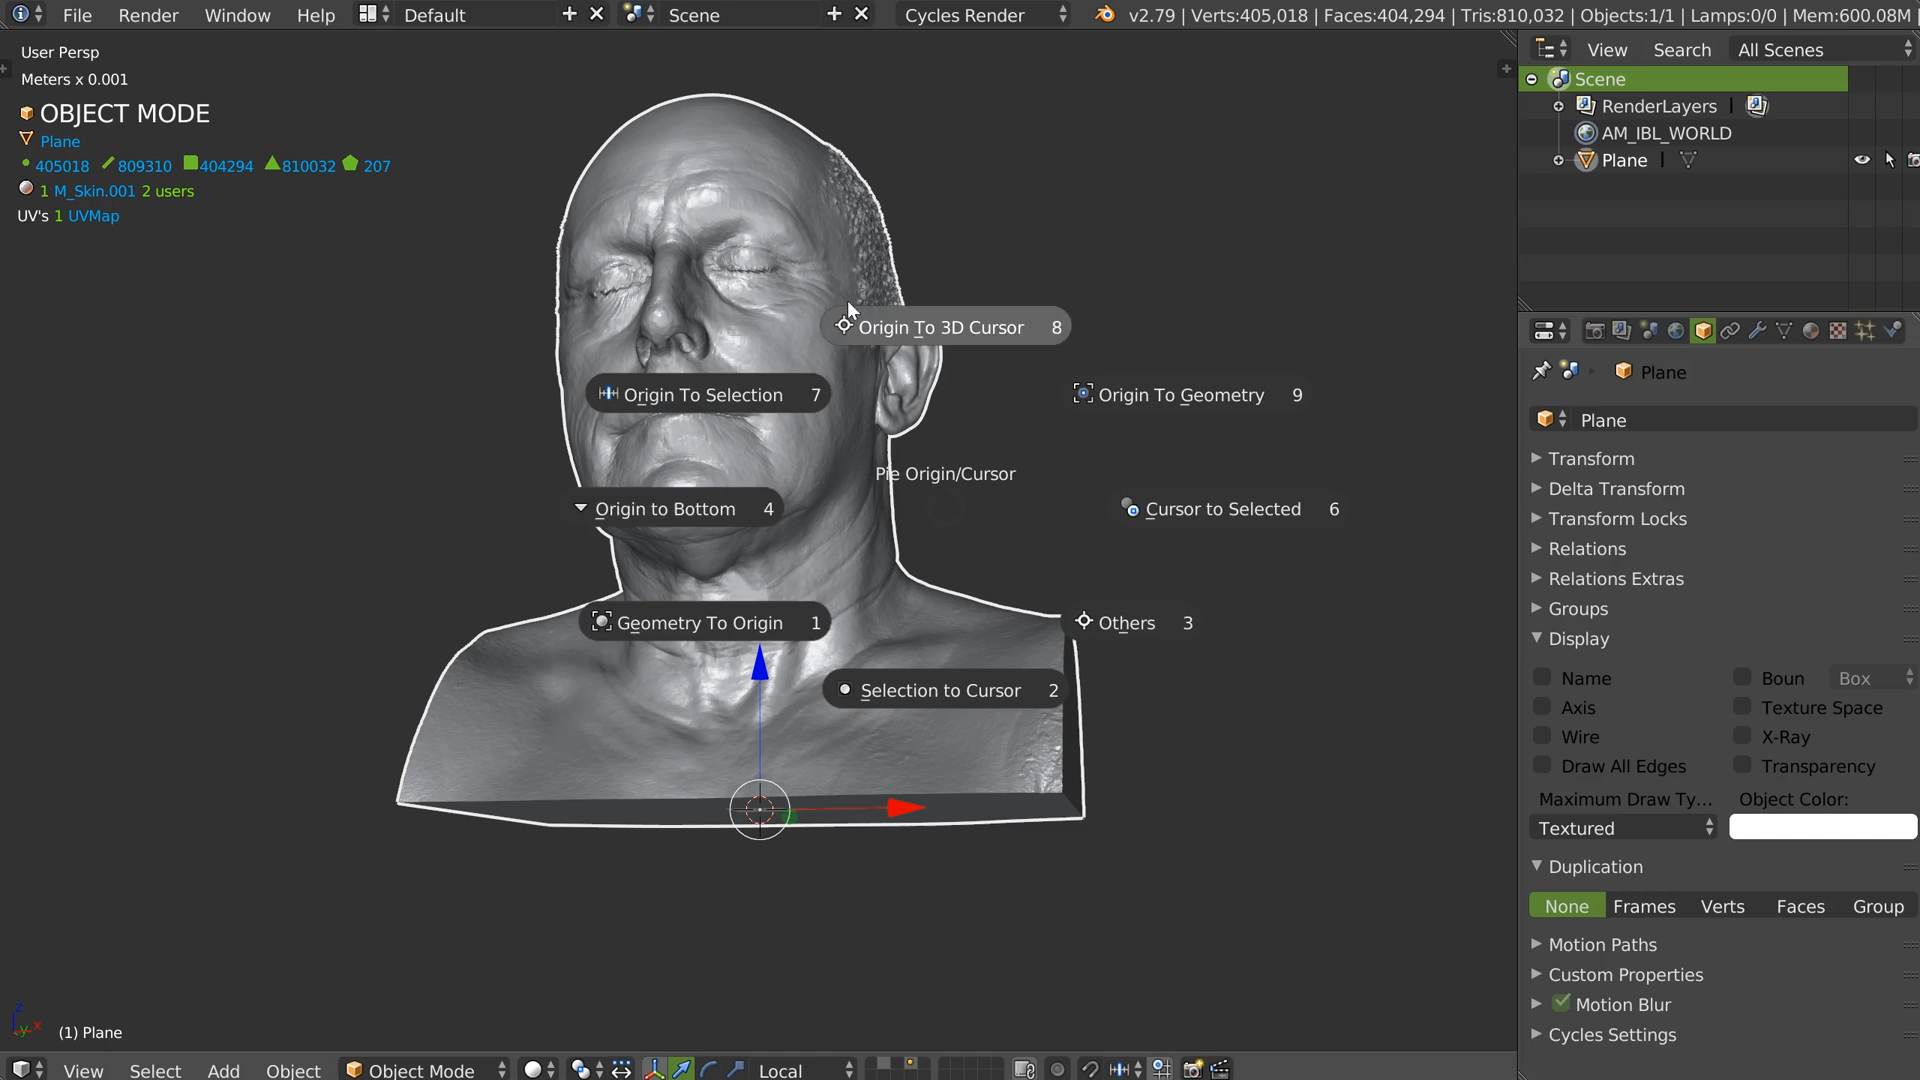 File Render Window Help Default Scene Cycles Render v2.79 | Verts:405,018 | Faces:404,294 | Tris:810,032 | Objects:1/1 | Lamps:0/0 | Mem:600.08M |
User Persp
Meters x 0.001
OBJECT MODE
Plane
405018 809310 404294 810032 207
1 M_Skin.001 2 users
UV's 1 UVMap
Origin To 3D Cursor 8
Origin To Selection 7
Origin To Geometry 9
Pie Origin/Cursor
Origin to Bottom 4
Cursor to Selected 6
Geometry To Origin 1
Others 3
Selection to Cursor 2
z
y x
(1) Plane
View Select Add Object Object Mode Local
View Search All Scenes
Scene
RenderLayers |
AM_IBL_WORLD
Plane |
Plane
Plane
Transform
Delta Transform
Transform Locks
Relations
Relations Extras
Groups
Display
Name Boun Box
Axis Texture Space
Wire X-Ray
Draw All Edges Transparency
Maximum Draw Ty... Object Color:
Textured
Duplication
None Frames Verts Faces Group
Motion Paths
Custom Properties
Motion Blur
Cycles Settings